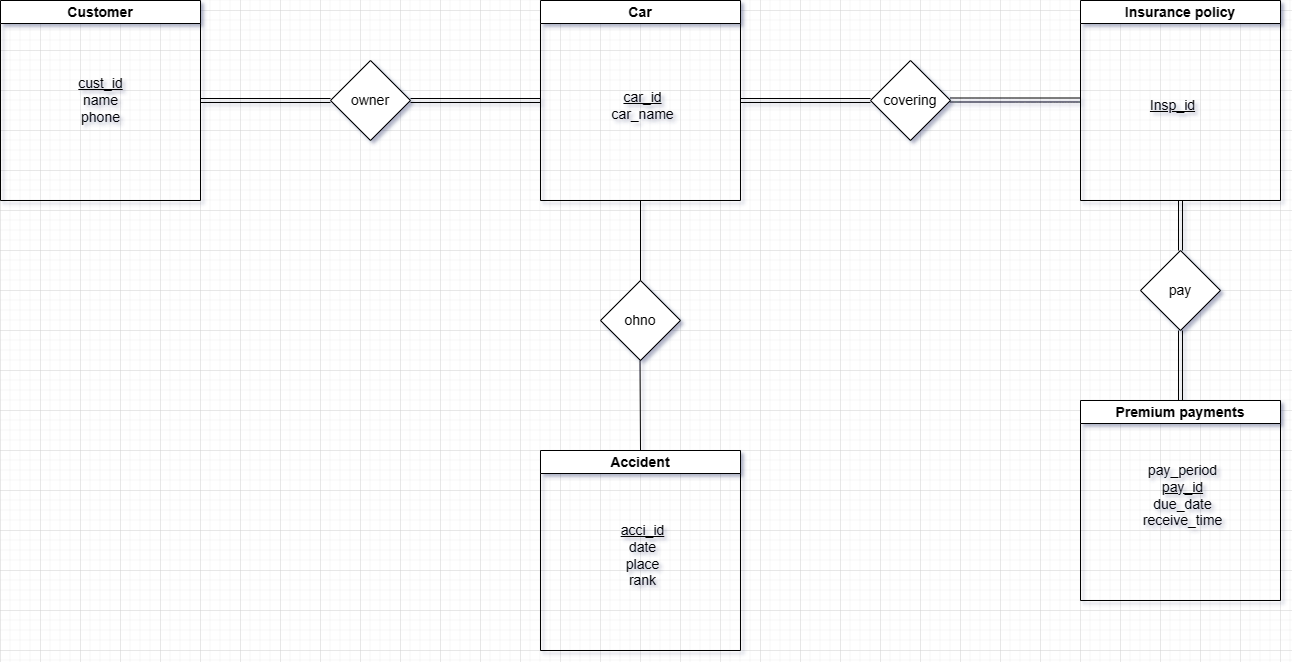 Customer
cust_id
name
phone
owner
Car
car_id
car_name
covering
Insurance policy
Insp_id
ohno
pay
Accident
acci_id
date
place
rank
Premium payments
pay_period
pay_id
due_date
receive_time